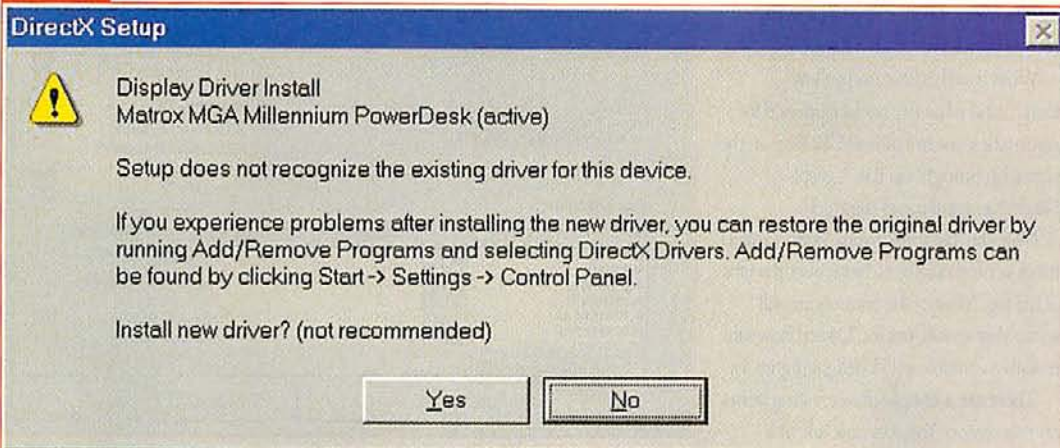 DirectX Setup
Display Driver Install
Matrox MGA Millennium PowerDesk (active)
Setup does not recognize the existing driver for this device.
If you experience problems after installing the new driver, you can restore the original driver by
running Add/Remove Programs and selecting DirectX Drivers. Add/Remove Programs can
be found by clicking Start -> Settings -> Control Panel.
Install new driver? (not recommended)
Yes
No